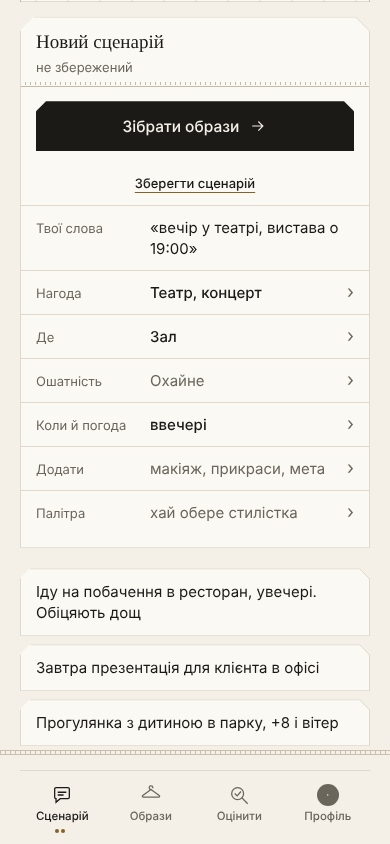 Новий сценарій
не збережений
Зібрати образи →
Зберегти сценарій
Твої слова «вечір у театрі, вистава о
19:00»
Нагода Театр, концерт
Де Зал
Ошатність Охайне
Коли й погода ввечері
Додати макіяж, прикраси, мета
Палітра хай обере стилістка
Іду на побачення в ресторан, увечері.
Обіцяють дощ
Завтра презентація для клієнта в офісі
Прогулянка з дитиною в парку, +8 і вітер
Сценарій Образи Оцінити Профіль